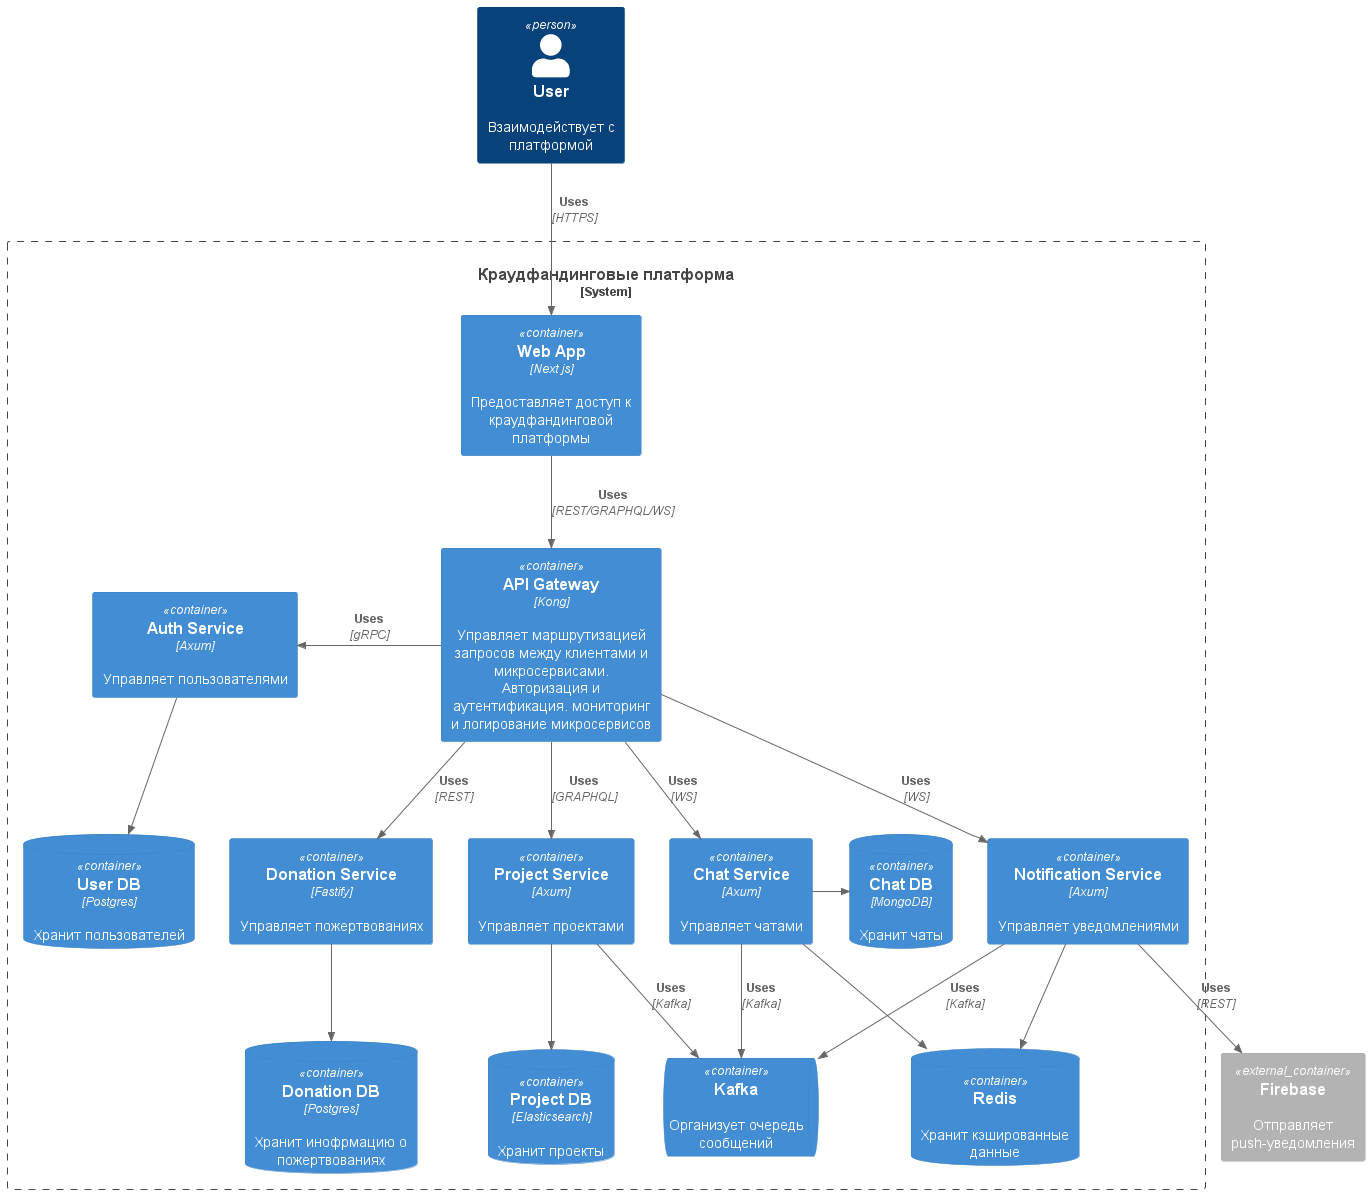 «person»
User
Взаимодействует с
платформой
Uses
[HTTPS]
Краудфандинговые платформа
[System]
«container»
Web App
[Next js]
Предоставляет доступ к
краудфандинговой
платформы
Uses
[REST/GRAPHQL/WS]
«container»
API Gateway
[Kong]
Управляет маршрутизацией
запросов между клиентами и
микросервисами.
Авторизация и
аутентификация. мониторинг
и логирование микросервисов
«container»
Auth Service
[Axum]
Управляет пользователями
Uses
[gRPC]
Uses
[REST]
Uses
[GRAPHQL]
Uses
[WS]
Uses
[WS]
«container»
User DB
[Postgres]
Хранит пользователей
«container»
Donation Service
[Fastify]
Управляет пожертвованиях
«container»
Project Service
[Axum]
Управляет проектами
«container»
Chat Service
[Axum]
Управляет чатами
«container»
Chat DB
[MongoDB]
Хранит чаты
«container»
Notification Service
[Axum]
Управляет уведомлениями
Uses
[Kafka]
Uses
[Kafka]
Uses
[Kafka]
Uses
[REST]
«container»
Donation DB
[Postgres]
Хранит инофрмацию о
пожертвованиях
«container»
Project DB
[Elasticsearch]
Хранит проекты
«container»
Kafka
Организует очередь
сообщений
«container»
Redis
Хранит кэшированные
данные
«external_container»
Firebase
Отправляет
push-уведомления